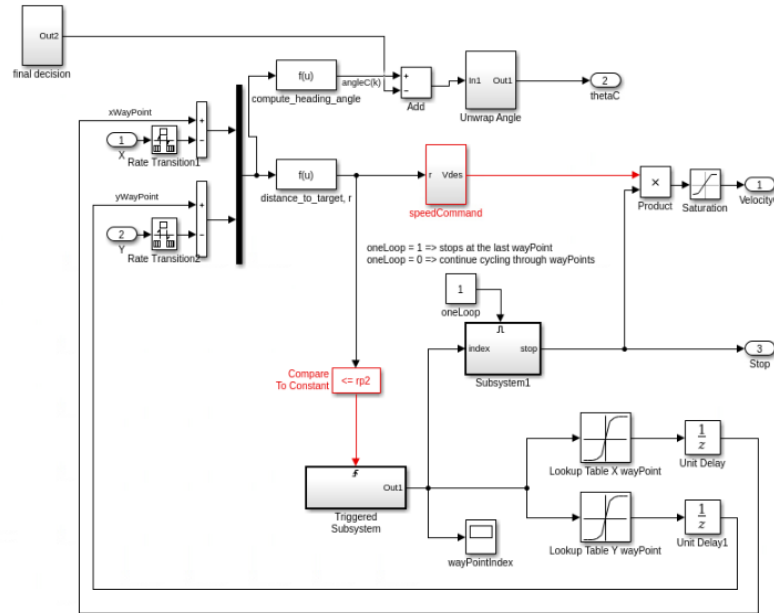 Out2
final decision
f(u)
angleC(k)
compute_heading_angle
+
−
Add
In1
Out1
Unwrap Angle
2
thetaC
xWayPoint
1
X
Rate Transition1
+
−
yWayPoint
2
Y
Rate Transition2
+
−
f(u)
distance_to_target, r
r
Vdes
speedCommand
×
Product
Saturation
1
oneLoop = 1 => stops at the last wayPoint
oneLoop = 0 => continue cycling through wayPoints
1
oneLoop
index
stop
Subsystem1
3
Stop
Compare
To Constant
<= rp2
Out1
Triggered
Subsystem
wayPointIndex
Lookup Table X wayPoint
1
z
Unit Delay
Lookup Table Y wayPoint
1
z
Unit Delay1